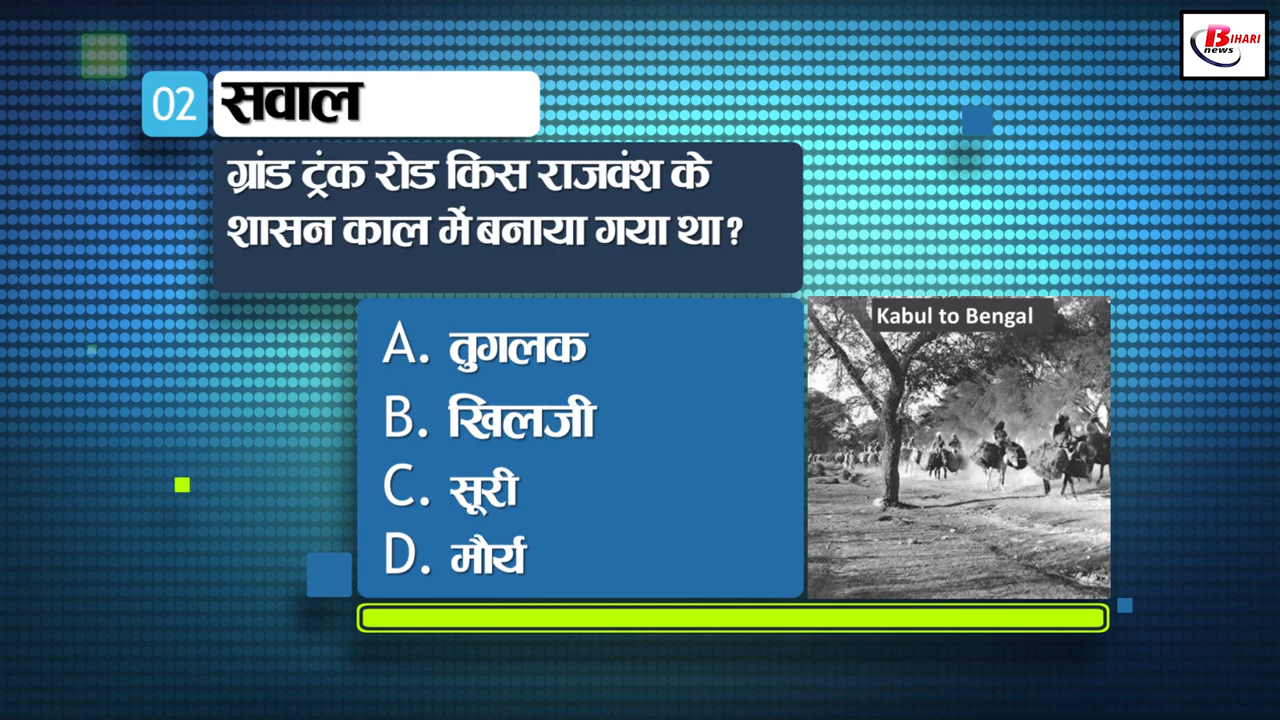 BIHARI
news
02 सवाल
ग्रांड ट्रंक रोड किस राजवंश के
शासन काल में बनाया गया था?
Kabul to Bengal
A. तुगलक
B. खिलजी
C. सूरी
D. मौर्य